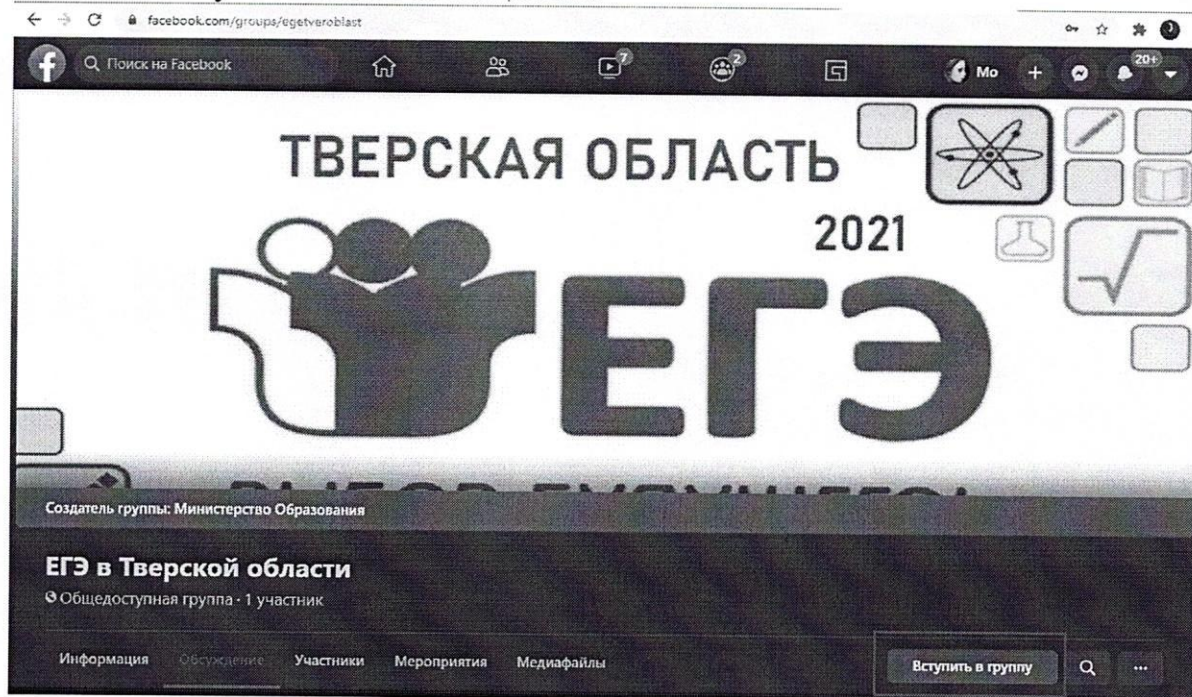 facebook.com/groups/egetveroblast
Поиск на Facebook
7
2
Mo
20+
ТВЕРСКАЯ ОБЛАСТЬ
2021
ЕГЭ
Создатель группы: Министерство Образования
ЕГЭ в Тверской области
Общедоступная группа · 1 участник
Информация Обсуждение Участники Мероприятия Медиафайлы Вступить в группу